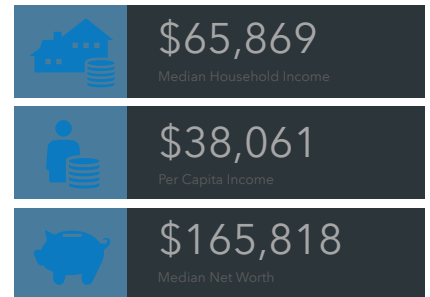 $65,869
Median Household Income
$38,061
Per Capita Income
$165,818
Median Net Worth